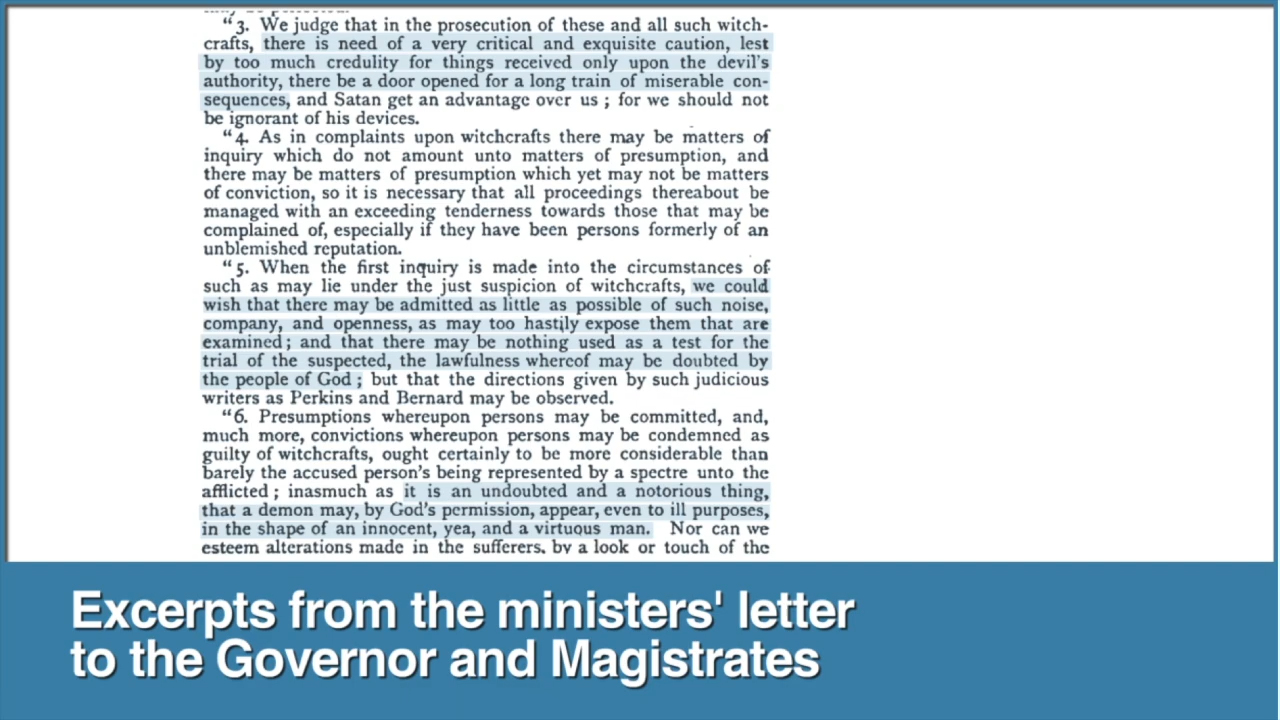 “3. We judge that in the prosecution of these and all such witch-
crafts, there is need of a very critical and exquisite caution, lest
by too much credulity for things received only upon the devil's
authority, there be a door opened for a long train of miserable con-
sequences, and Satan get an advantage over us ; for we should not
be ignorant of his devices.
“4. As in complaints upon witchcrafts there may be matters of
inquiry which do not amount unto matters of presumption, and
there may be matters of presumption which yet may not be matters
of conviction, so it is necessary that all proceedings thereabout be
managed with an exceeding tenderness towards those that may be
complained of, especially if they have been persons formerly of an
unblemished reputation.
“5. When the first inquiry is made into the circumstances of
such as may lie under the just suspicion of witchcrafts, we could
wish that there may be admitted as little as possible of such noise,
company, and openness, as may too hastily expose them that are
examined ; and that there may be nothing used as a test for the
trial of the suspected, the lawfulness whereof may be doubted by
the people of God ; but that the directions given by such judicious
writers as Perkins and Bernard may be observed.
“6. Presumptions whereupon persons may be committed, and,
much more, convictions whereupon persons may be condemned as
guilty of witchcrafts, ought certainly to be more considerable than
barely the accused person's being represented by a spectre unto the
afflicted ; inasmuch as it is an undoubted and a notorious thing,
that a demon may, by God's permission, appear, even to ill purposes,
in the shape of an innocent, yea, and a virtuous man. Nor can we
esteem alterations made in the sufferers, by a look or touch of the
Excerpts from the ministers' letter
to the Governor and Magistrates